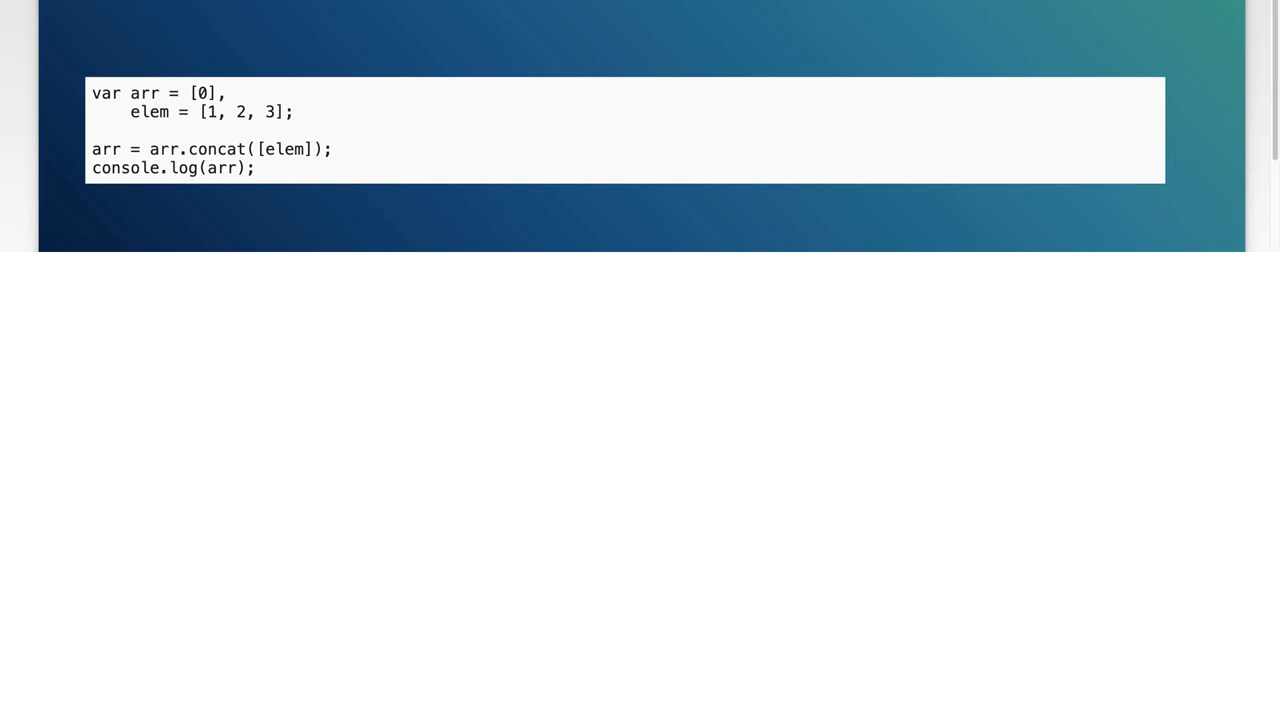 var arr = [0],
    elem = [1, 2, 3];

arr = arr.concat([elem]);
console.log(arr);